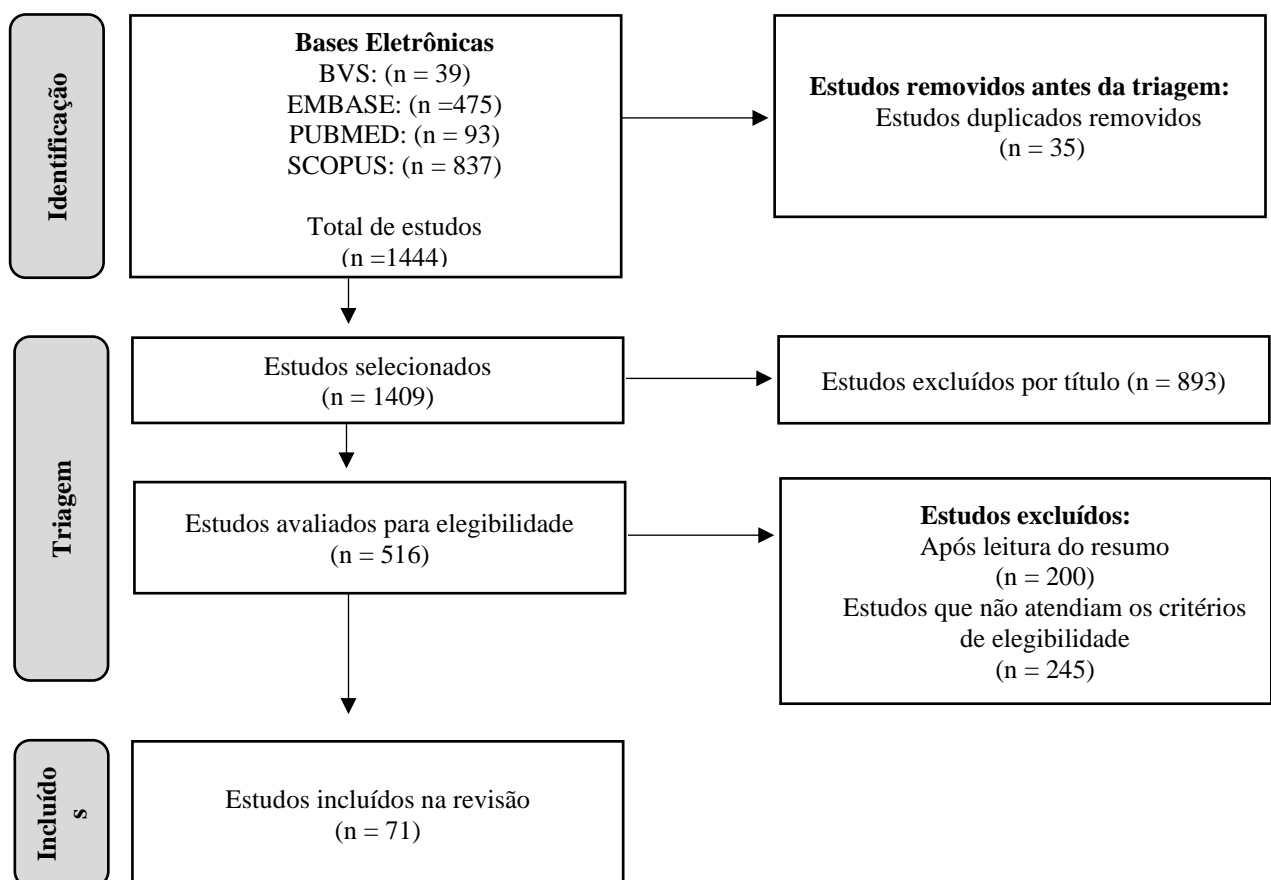 Identificação
Bases Eletrônicas
BVS: (n = 39)
EMBASE: (n =475)
PUBMED: (n = 93)
SCOPUS: (n = 837)
Total de estudos
(n =1444)
Estudos removidos antes da triagem:
Estudos duplicados removidos
(n = 35)
Triagem
Estudos selecionados
(n = 1409)
Estudos excluídos por título (n = 893)
Estudos avaliados para elegibilidade
(n = 516)
Estudos excluídos:
Após leitura do resumo
(n = 200)
Estudos que não atendiam os critérios
de elegibilidade
(n = 245)
Incluído
s
Estudos incluídos na revisão
(n = 71)